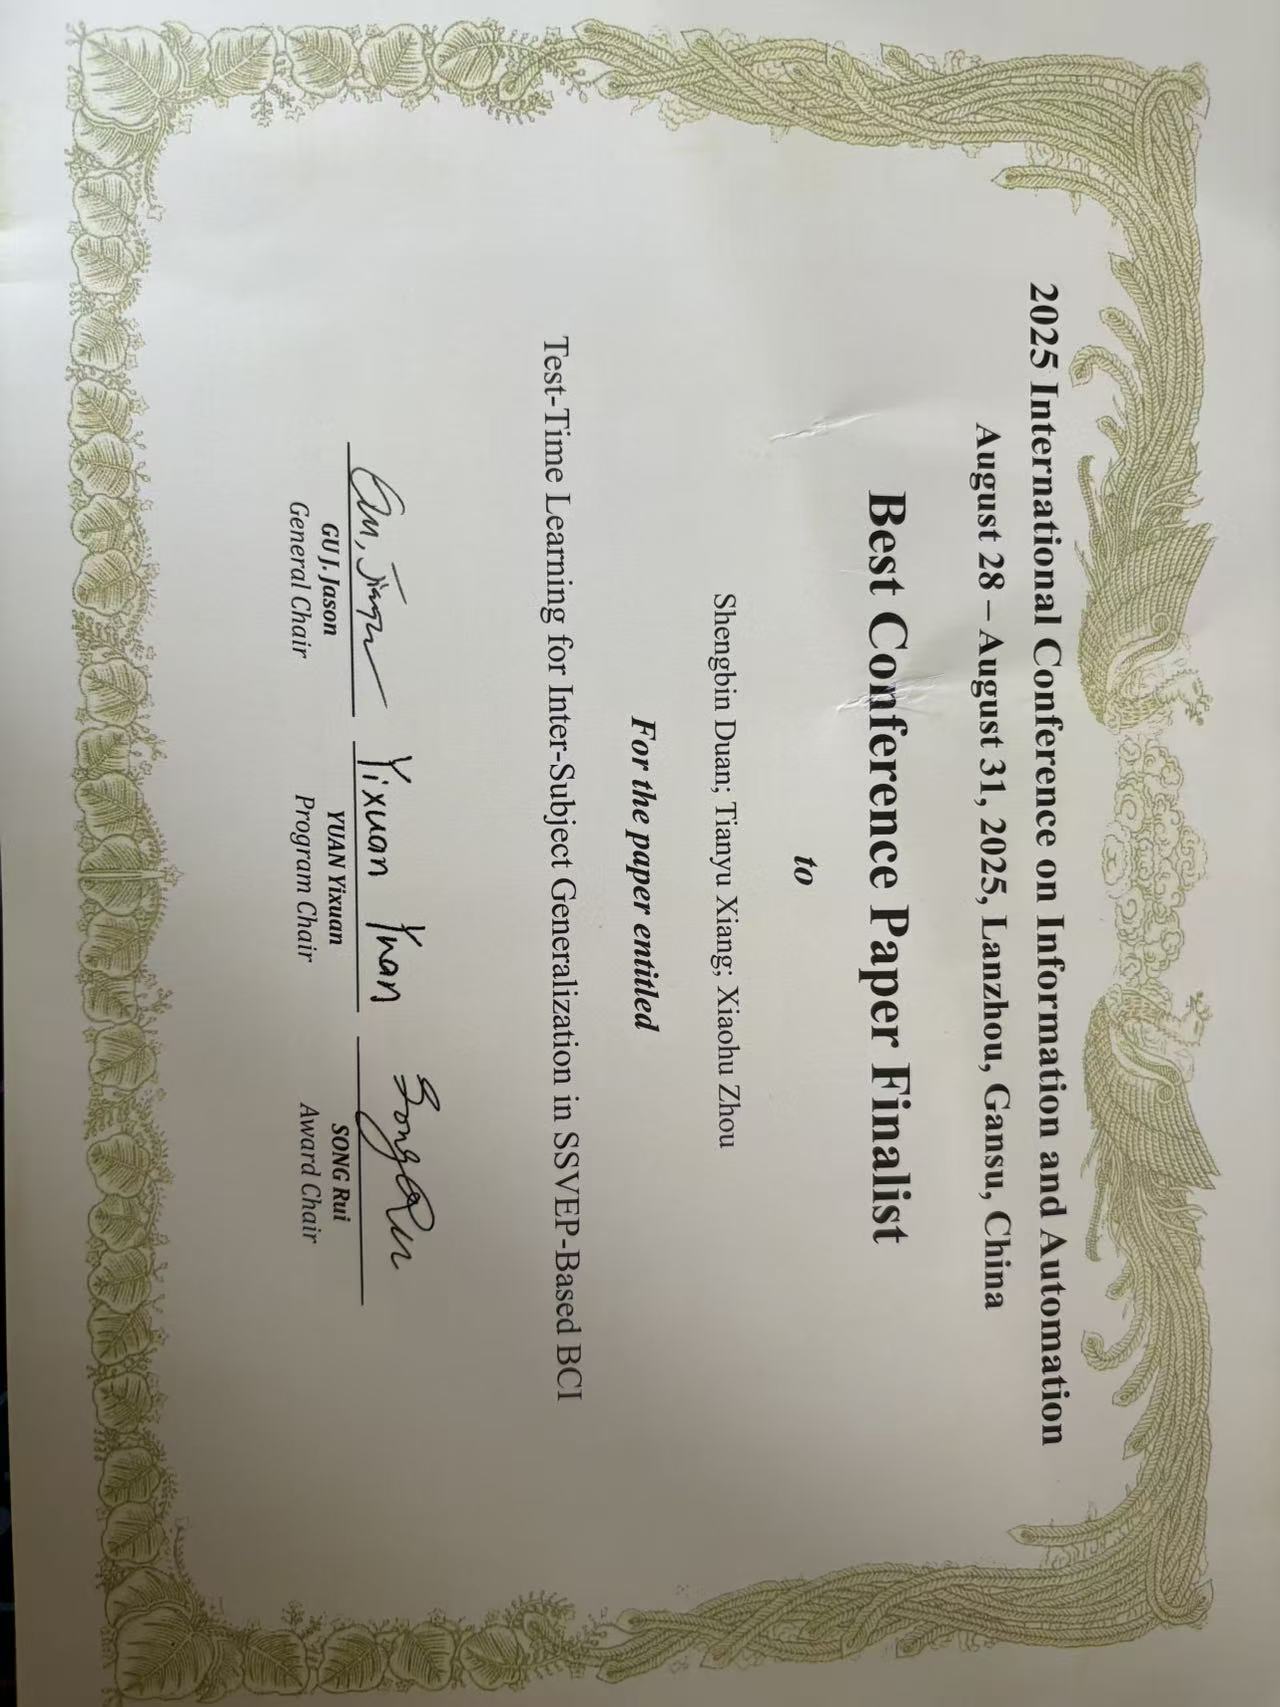 2025 International Conference on Information and Automation
August 28 – August 31, 2025, Lanzhou, Gansu, China
Best Conference Paper Finalist
to
Shengbin Duan; Tianyu Xiang; Xiaohu Zhou
For the paper entitled
Test-Time Learning for Inter-Subject Generalization in SSVEP-Based BCI
Yixuan Yuan
Song Rui
GU J. Jason
YUAN Yixuan
SONG Rui
General Chair
Program Chair
Award Chair